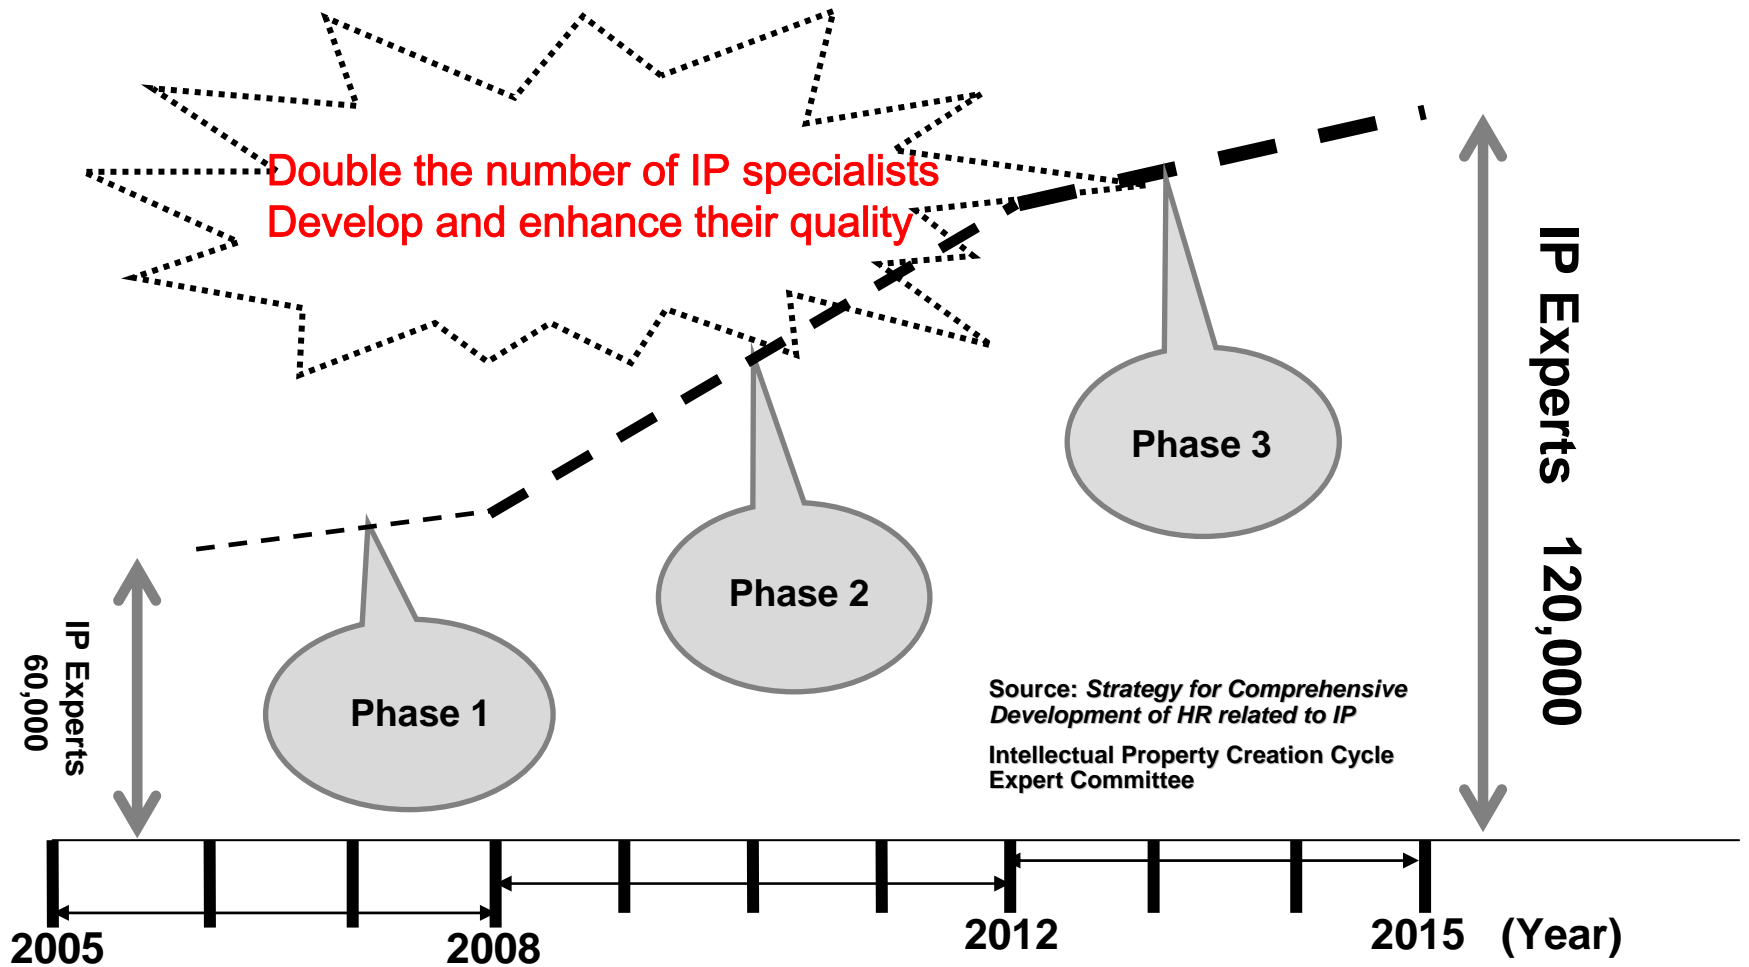 Double the number of IP specialists
Develop and enhance their quality
IP Experts 120,000
Phase 3
Phase 2
Phase 1
IP Experts
60,000
Source: Strategy for Comprehensive
Development of HR related to IP
Intellectual Property Creation Cycle
Expert Committee
2005
2008
2012
2015 (Year)